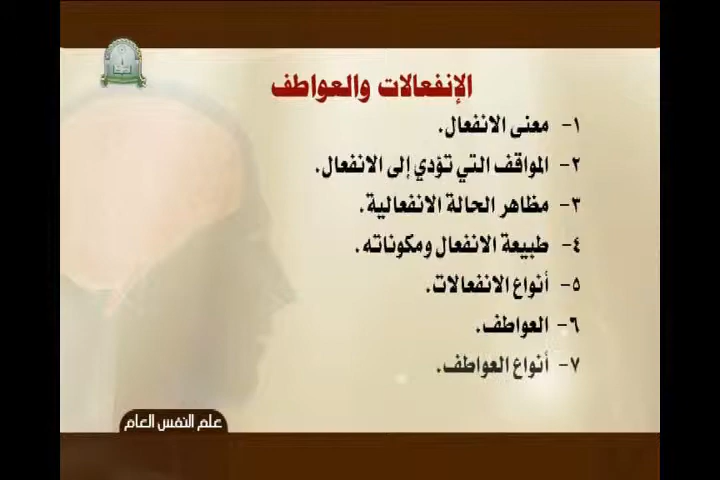 الإنفعالات والعواطف
١- معنى الانفعال.
٢- المواقف التي تؤدي إلى الانفعال.
٣- مظاهر الحالة الانفعالية.
٤- طبيعة الانفعال ومكوناته.
٥- أنواع الانفعالات.
٦- العواطف.
٧- أنواع العواطف.
علم النفس العام